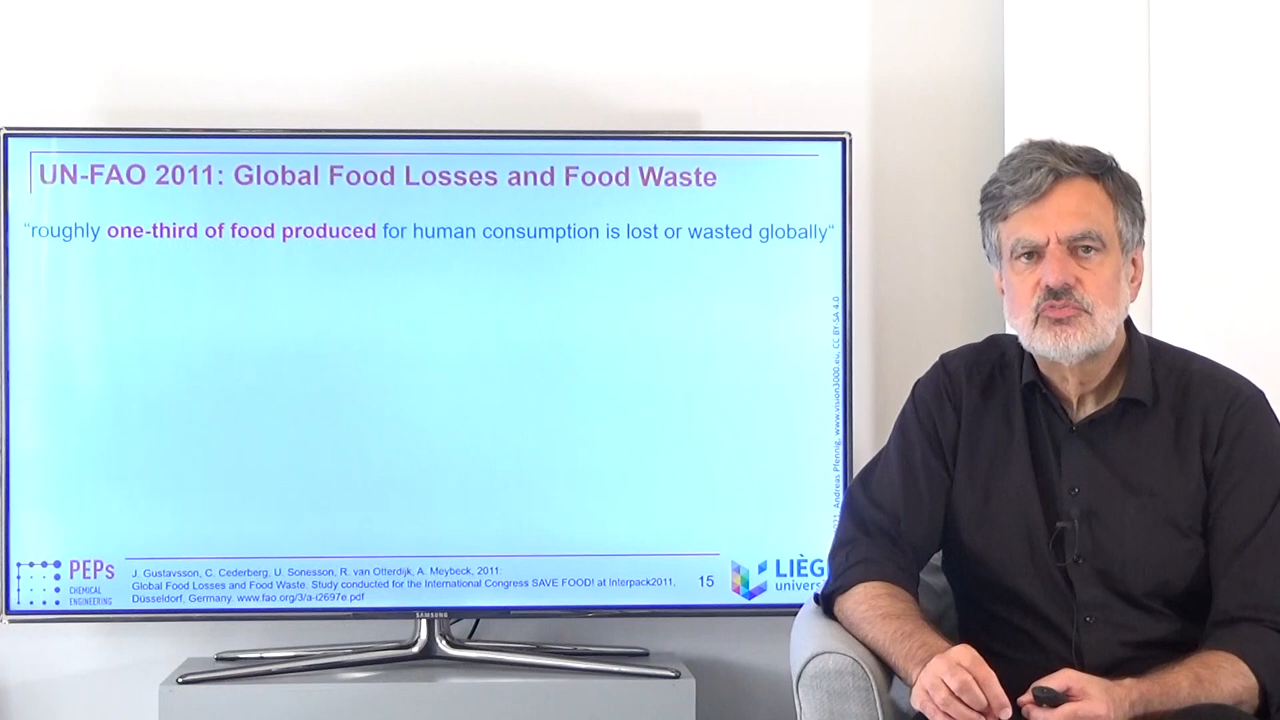 UN-FAO 2011: Global Food Losses and Food Waste
“roughly one-third of food produced for human consumption is lost or wasted globally“
Andreas Pfennig, www.vision3000.eu, CC BY-SA 4.0
PEPs
CHEMICAL
ENGINEERING
J. Gustavsson, C. Cederberg, U. Sonesson, R. van Otterdijk, A. Meybeck, 2011:
Global Food Losses and Food Waste. Study conducted for the International Congress SAVE FOOD! at Interpack2011,
Düsseldorf, Germany. www.fao.org/3/a-i2697e.pdf
15
LIÈG
univers
SAMSUNG